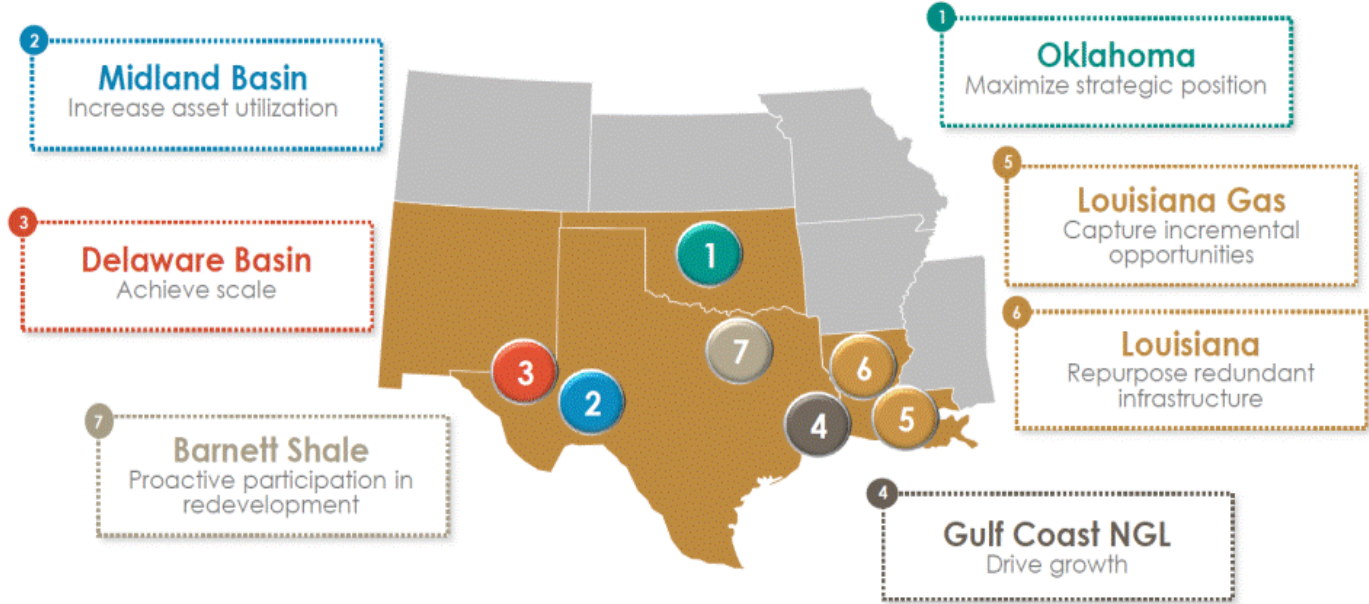 2
Midland Basin
Increase asset utilization
1
Oklahoma
Maximize strategic position
5
Louisiana Gas
Capture incremental
opportunities
3
Delaware Basin
Achieve scale
6
Louisiana
Repurpose redundant
infrastructure
7
Barnett Shale
Proactive participation in
redevelopment
4
Gulf Coast NGL
Drive growth
1
7
3
6
2
4
5